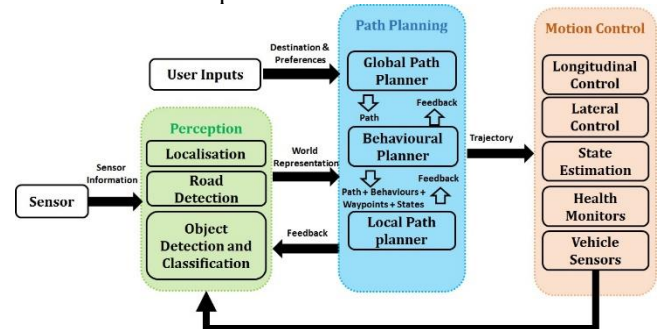 Path Planning
Motion Control
Destination &
Preferences
User Inputs
Global Path
Planner
Path
Feedback
Behavioural
Planner
Feedback
Path + Behaviours +
Waypoints + States
Local Path
planner
Perception
Localisation
Road
Detection
Object
Detection and
Classification
Sensor
Information
Sensor
World
Representation
Feedback
Trajectory
Longitudinal
Control
Lateral
Control
State
Estimation
Health
Monitors
Vehicle
Sensors